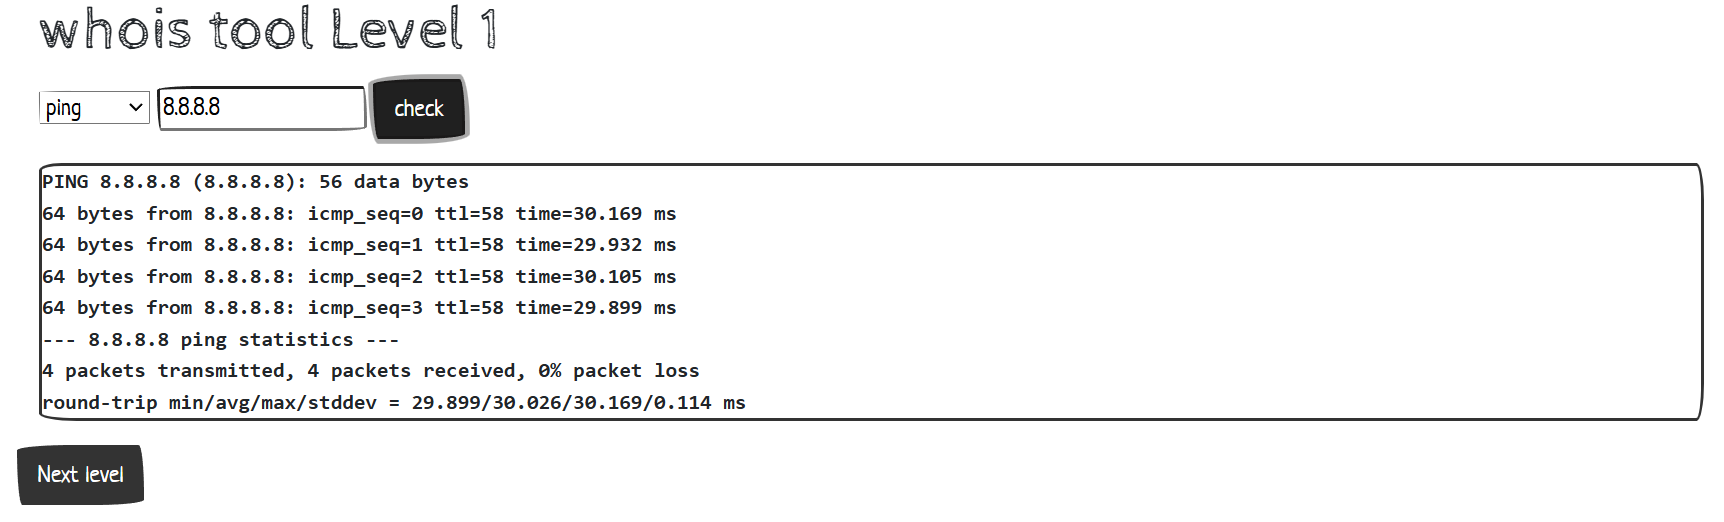 whois tool Level 1
ping 8.8.8.8 check
PING 8.8.8.8 (8.8.8.8): 56 data bytes
64 bytes from 8.8.8.8: icmp_seq=0 ttl=58 time=30.169 ms
64 bytes from 8.8.8.8: icmp_seq=1 ttl=58 time=29.932 ms
64 bytes from 8.8.8.8: icmp_seq=2 ttl=58 time=30.105 ms
64 bytes from 8.8.8.8: icmp_seq=3 ttl=58 time=29.899 ms
--- 8.8.8.8 ping statistics ---
4 packets transmitted, 4 packets received, 0% packet loss
round-trip min/avg/max/stddev = 29.899/30.026/30.169/0.114 ms
Next level